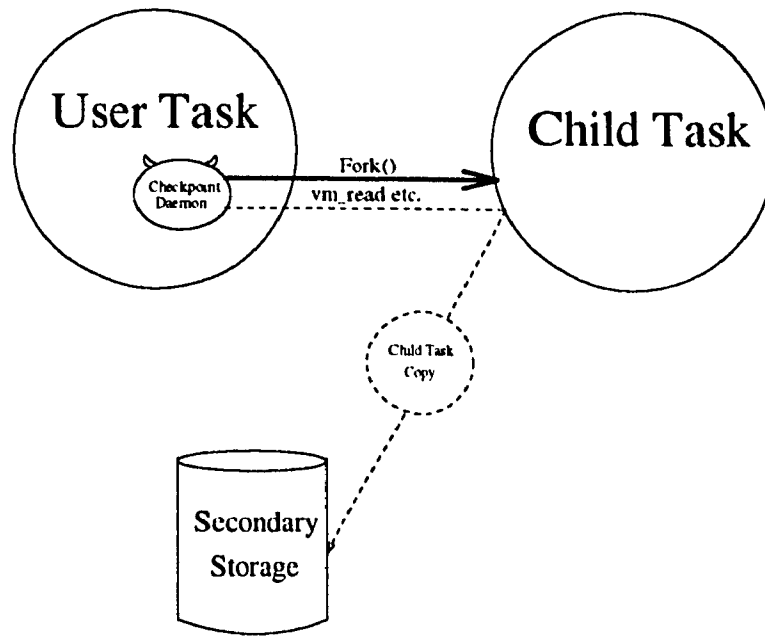 User Task
Child Task
Fork()
Checkpoint
Daemon
vm_read etc.
Child Task
Copy
Secondary
Storage